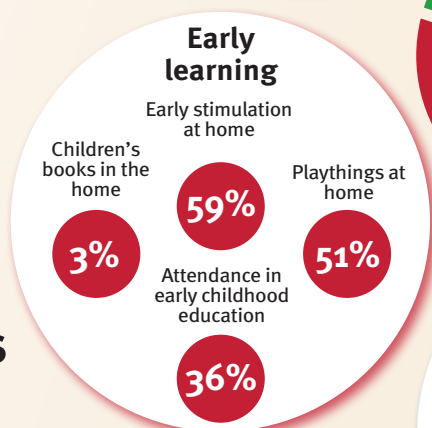 Early
learning
Early stimulation
at home
59%
Children’s
books in the
home
3%
Playthings at
home
51%
Attendance in
early childhood
education
36%
s